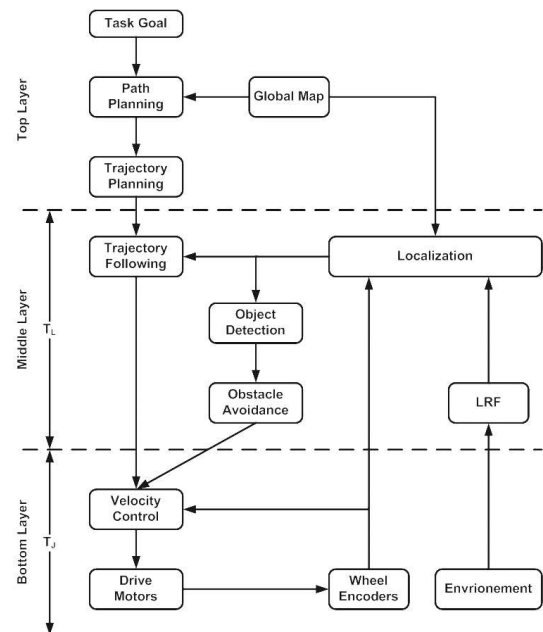 Task Goal
Path
Planning
Global Map
Top Layer
Trajectory
Planning
Trajectory
Following
Localization
Object
Detection
Middle Layer
TL
Obstacle
Avoidance
LRF
Velocity
Control
Bottom Layer
TJ
Drive
Motors
Wheel
Encoders
Envrionement